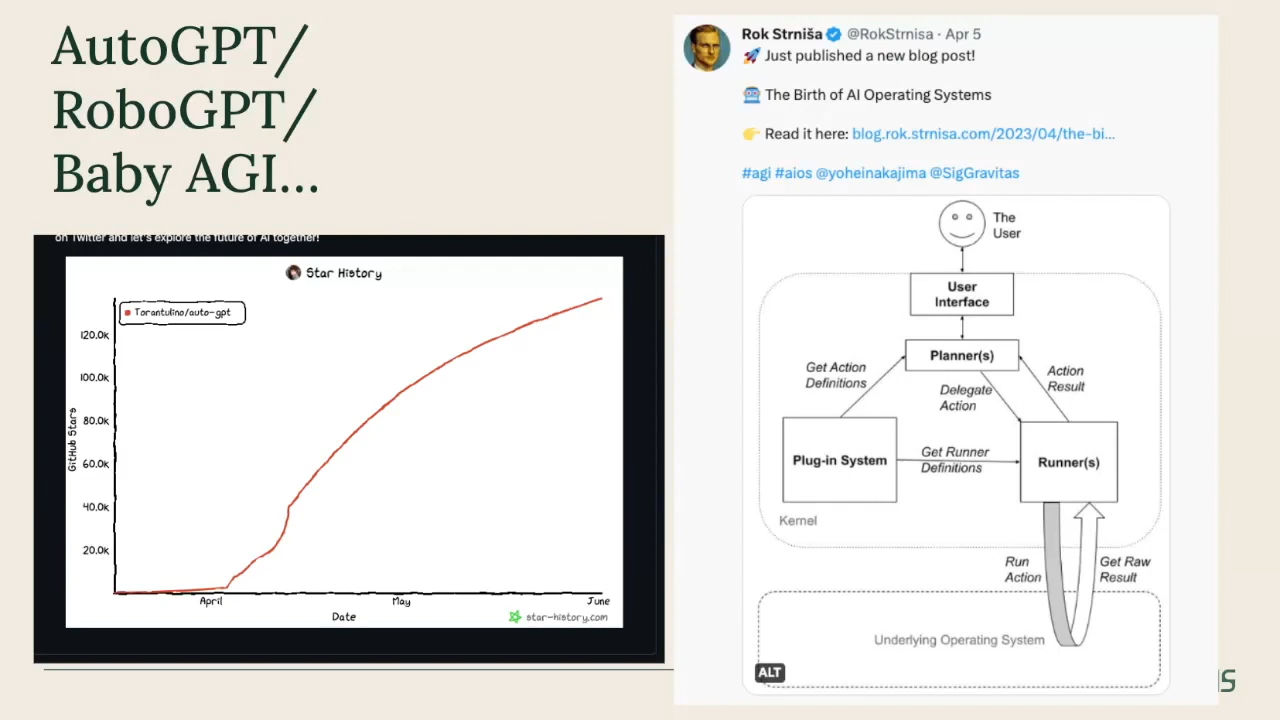 AutoGPT/
RoboGPT/
Baby AGI...
on Twitter and let's explore the future of AI together!
Star History
Torantulino/auto-gpt
120.0k
100.0k
80.0k
60.0k
40.0k
20.0k
GitHub Stars
April
May
June
Date
star-history.com
Rok Strniša @RokStrnisa · Apr 5
🚀 Just published a new blog post!
🤖 The Birth of AI Operating Systems
👉 Read it here: blog.rok.strnisa.com/2023/04/the-bi...
#agi #aios @yoheinakajima @SigGravitas
The
User
User
Interface
Planner(s)
Get Action
Definitions
Delegate
Action
Action
Result
Plug-in System
Get Runner
Definitions
Runner(s)
Kernel
Run
Action
Get Raw
Result
Underlying Operating System
ALT